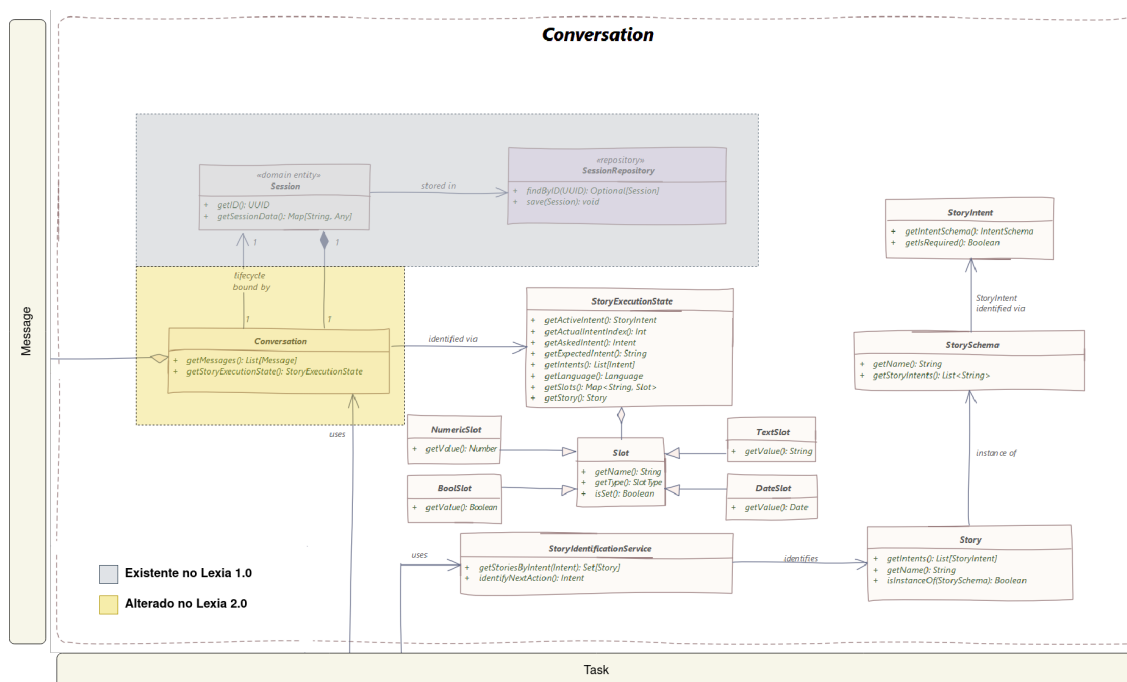 Conversation
Message
«domain entity»
Session
+ getID(): UUID
+ getSessionData(): Map[String, Any]
stored in
«repository»
SessionRepository
+ findByID(UUID): Optional[Session]
+ save(Session): void
1
1
lifecycle
bound by
1
1
Conversation
+ getMessages(): List[Message]
+ getStoryExecutionState(): StoryExecutionState
identified via
StoryExecutionState
+ getActiveIntent(): StoryIntent
+ getActualIntentIndex(): Int
+ getAskedIntent(): Intent
+ getExpectedIntent(): String
+ getIntents(): List[Intent]
+ getLanguage(): Language
+ getSlots(): Map<String, Slot>
+ getStory(): Story
StoryIntent
+ getIntentSchema(): IntentSchema
+ getIsRequired(): Boolean
StoryIntent
identified via
StorySchema
+ getName(): String
+ getStoryIntents(): List<String>
instance of
uses
NumericSlot
+ getValue(): Number
BoolSlot
+ getValue(): Boolean
Slot
+ getName(): String
+ getType(): SlotType
+ isSet(): Boolean
TextSlot
+ getValue(): String
DateSlot
+ getValue(): Date
uses
StoryIdentificationService
+ getStoriesByIntent(Intent): Set[Story]
+ identifyNextAction(): Intent
identifies
Story
+ getIntents(): List[StoryIntent]
+ getName(): String
+ isInstanceOf(StorySchema): Boolean
Existente no Lexia 1.0
Alterado no Lexia 2.0
Task